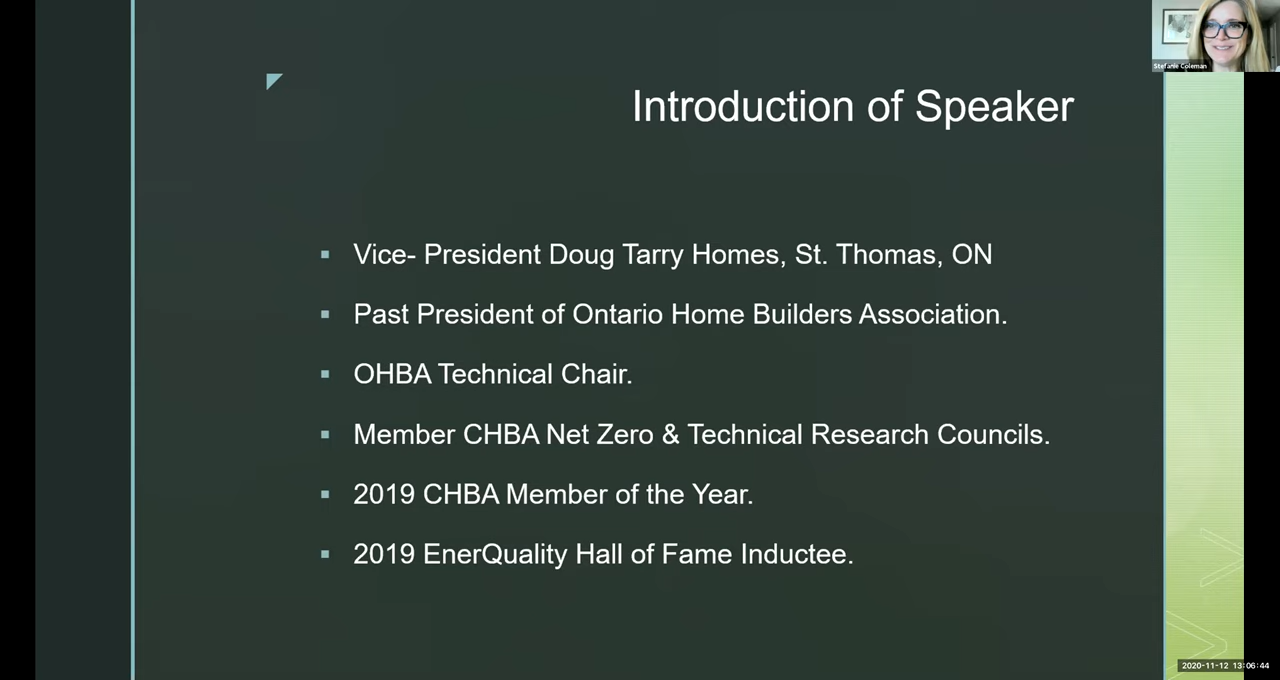 Stefanie Coleman
Introduction of Speaker
▪ Vice- President Doug Tarry Homes, St. Thomas, ON
▪ Past President of Ontario Home Builders Association.
▪ OHBA Technical Chair.
▪ Member CHBA Net Zero & Technical Research Councils.
▪ 2019 CHBA Member of the Year.
▪ 2019 EnerQuality Hall of Fame Inductee.
2020-11-12 13:06:44